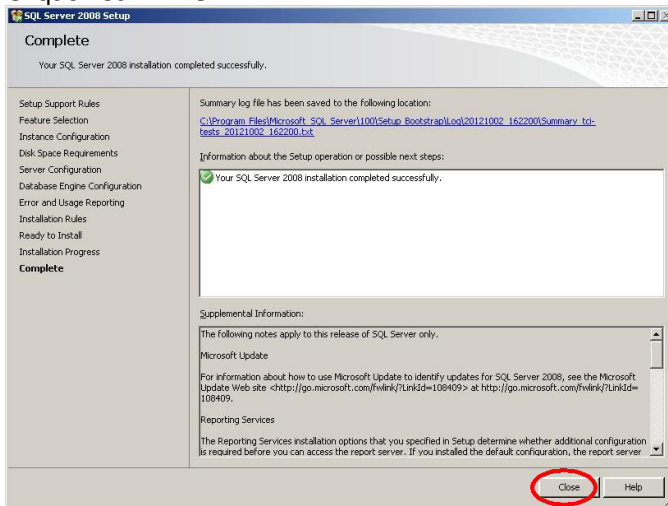 SQL Server 2008 Setup
Complete
Your SQL Server 2008 installation completed successfully.
Setup Support Rules
Feature Selection
Instance Configuration
Disk Space Requirements
Server Configuration
Database Engine Configuration
Error and Usage Reporting
Installation Rules
Ready to Install
Installation Progress
Complete
Summary log file has been saved to the following location:
C:\Program Files\Microsoft SQL Server\100\Setup Bootstrap\Log\20121002_162200\Summary_tci-
tests_20121002_162200.txt
Information about the Setup operation or possible next steps:
Your SQL Server 2008 installation completed successfully.
Supplemental Information:
The following notes apply to this release of SQL Server only.
Microsoft Update
For information about how to use Microsoft Update to identify updates for SQL Server 2008, see the Microsoft
Update Web site <http://go.microsoft.com/fwlink/?LinkId=108409> at http://go.microsoft.com/fwlink/?LinkId=
108409.
Reporting Services
The Reporting Services installation options that you specified in Setup determine whether additional configuration
is required before you can access the report server. If you installed the default configuration, the report server
Close
Help